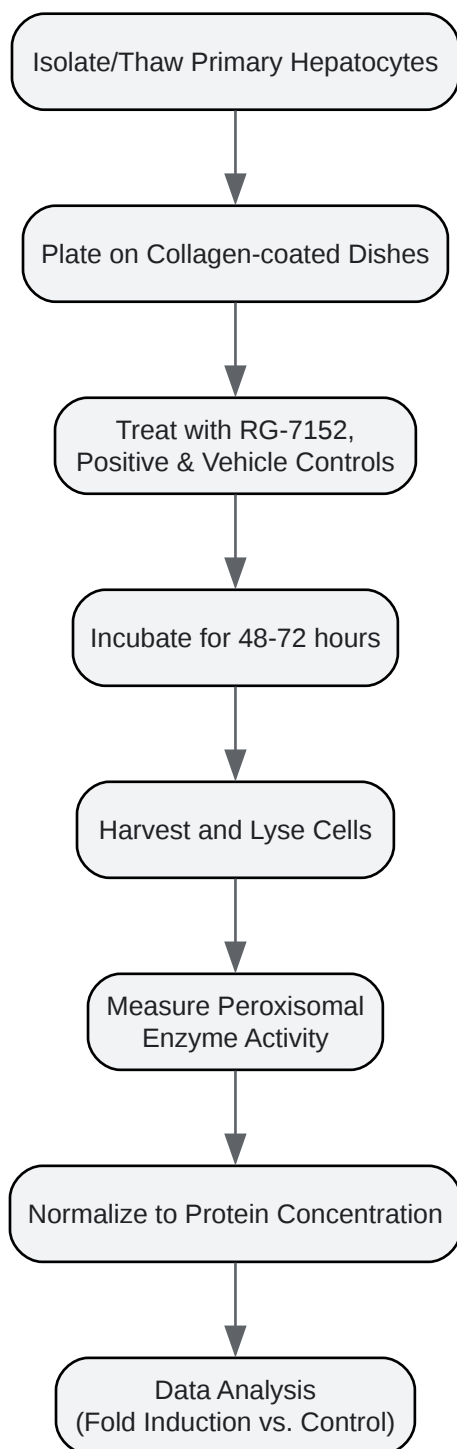 Isolate/Thaw Primary Hepatocytes
Plate on Collagen-coated Dishes
Treat with RG-7152,
Positive & Vehicle Controls
Incubate for 48-72 hours
Harvest and Lyse Cells
Measure Peroxisomal
Enzyme Activity
Normalize to Protein Concentration
Data Analysis
(Fold Induction vs. Control)